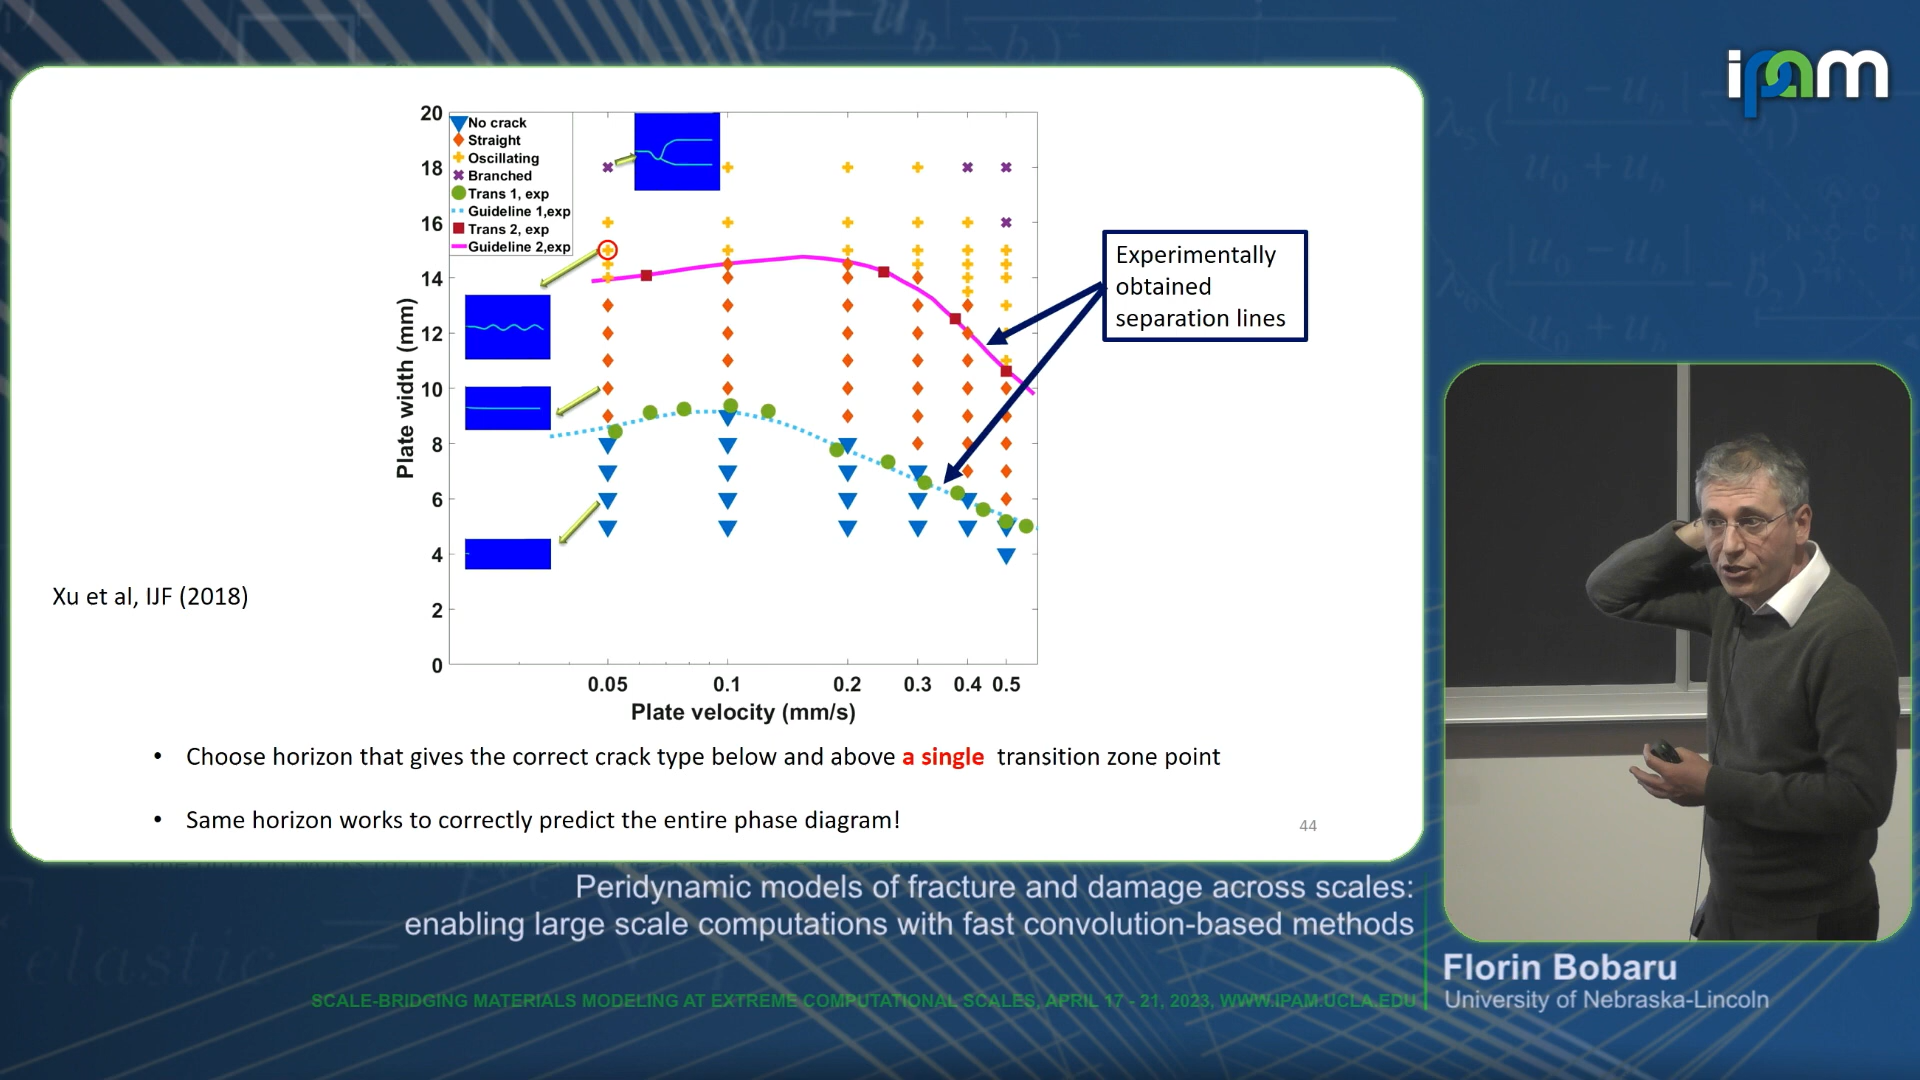 ipam
20
18
16
14
12
10
8
6
4
2
0
Plate width (mm)
No crack
Straight
Oscillating
Branched
Trans 1, exp
Guideline 1,exp
Trans 2, exp
Guideline 2,exp
0.05 0.1 0.2 0.3 0.4 0.5
Plate velocity (mm/s)
Experimentally
obtained
separation lines
Xu et al, IJF (2018)
• Choose horizon that gives the correct crack type below and above a single transition zone point
• Same horizon works to correctly predict the entire phase diagram!
44
Peridynamic models of fracture and damage across scales:
enabling large scale computations with fast convolution-based methods
SCALE-BRIDGING MATERIALS MODELING AT EXTREME COMPUTATIONAL SCALES, APRIL 17 - 21, 2023, WWW.IPAM.UCLA.EDU
Florin Bobaru
University of Nebraska-Lincoln
elastic